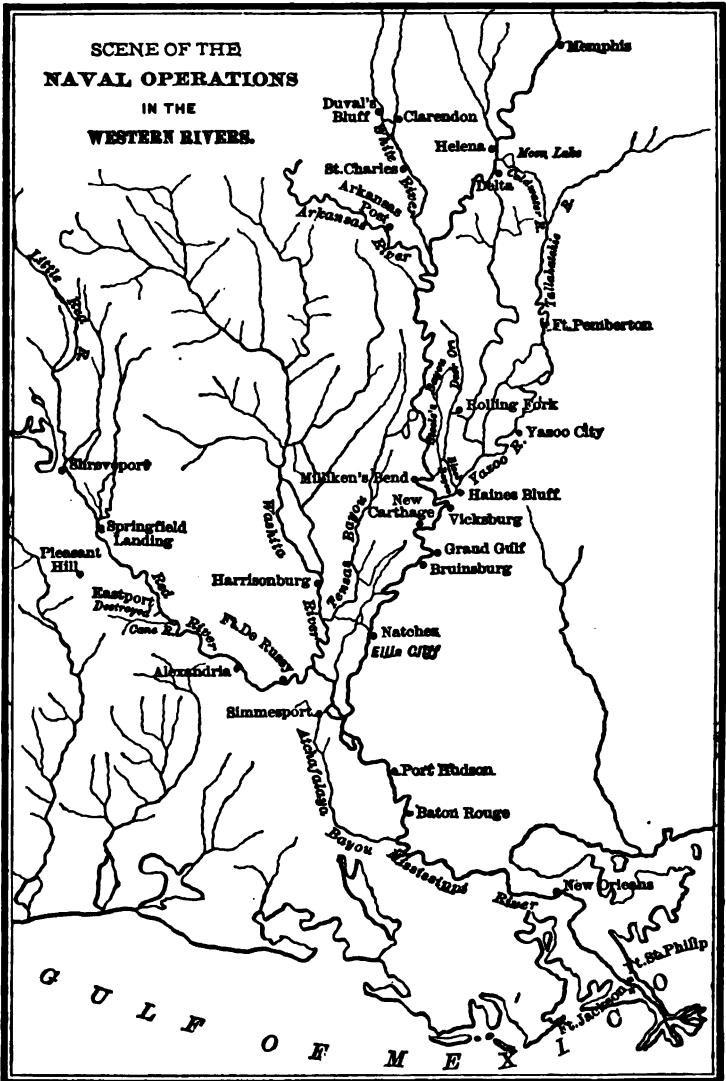 SCENE OF THE
NAVAL OPERATIONS
IN THE
WESTERN RIVERS.
Memphis
Duval's
Bluff
Clarendon
White River
Helena
Moon Lake
St. Charles
Delta
Coldwater R.
Arkansas
Post
Arkansas River
Tallahatchie R.
Little Red R.
Ft. Pemberton
Steele's Bayou
Deer Cr.
Rolling Fork
Yazoo City
Yazoo R.
Shreveport
Milliken's Bend
Haines Bluff
New
Carthage
Vicksburg
Springfield
Landing
Washita River
Tensas Bayou
Grand Gulf
Bruinsburg
Pleasant
Hill
Harrisonburg
Eastport
Destroyed
Cane R.
Red River
Ft. De Russy
Natchez
Ellis Cliff
Alexandria
Simmesport
Atchafalaya Bayou
Port Hudson
Baton Rouge
Mississippi River
New Orleans
Ft. St. Philip
Ft. Jackson
GULF OF MEXICO